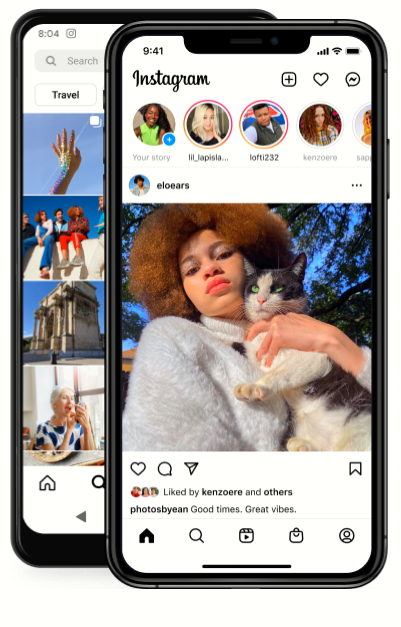 8:04
Search
Travel
9:41
Instagram
Your story
lil_lapisla...
lofti232
kenzoere
sapp
eloears
Liked by kenzoere and others
photosbyean Good times. Great vibes.